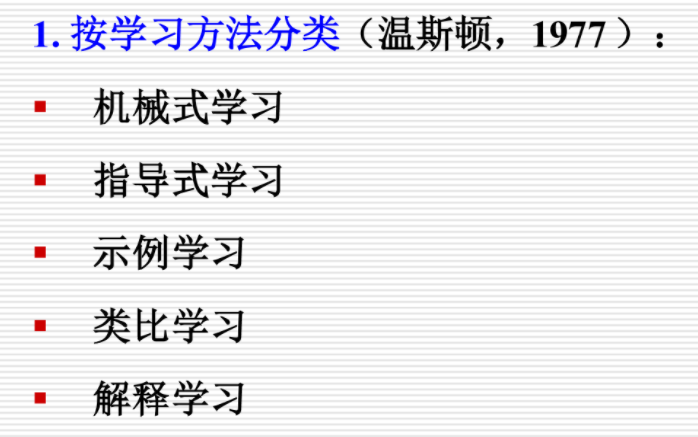 1. 按学习方法分类（温斯顿，1977）：
▪ 机械式学习
▪ 指导式学习
▪ 示例学习
▪ 类比学习
▪ 解释学习